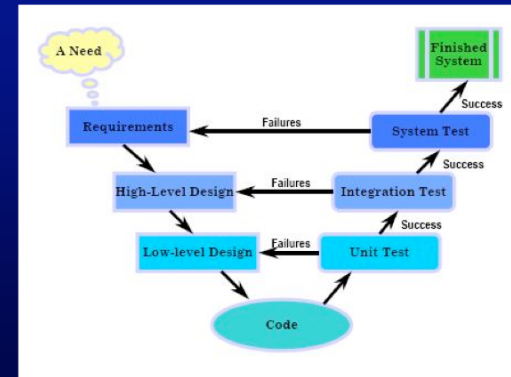 A Need
Finished
System
Success
Requirements
Failures
System Test
Success
High-Level Design
Failures
Integration Test
Success
Low-level Design
Failures
Unit Test
Code